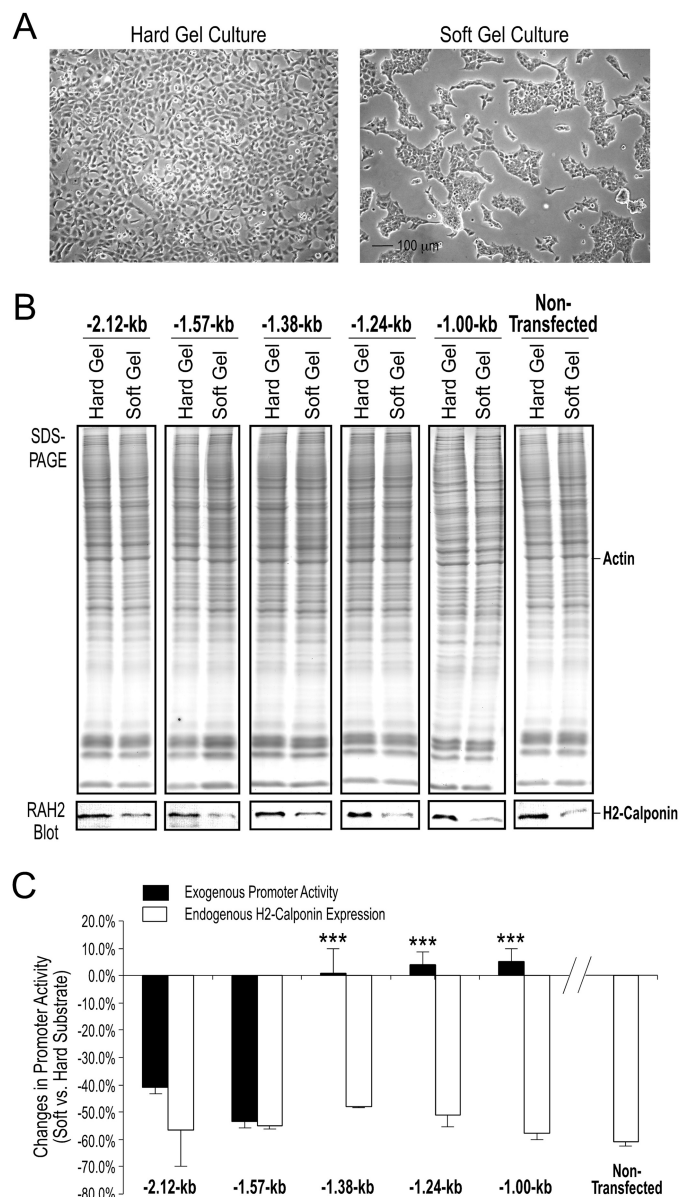 A
Hard Gel Culture
Soft Gel Culture
100 µm
B
-2.12-kb
-1.57-kb
-1.38-kb
-1.24-kb
-1.00-kb
Non-
Transfected
Hard Gel
Soft Gel
Hard Gel
Soft Gel
Hard Gel
Soft Gel
Hard Gel
Soft Gel
Hard Gel
Soft Gel
Hard Gel
Soft Gel
SDS-
PAGE
Actin
RAH2
Blot
H2-Calponin
C
Exogenous Promoter Activity
Endogenous H2-Calponin Expression
Changes in Promoter Activity
(Soft vs. Hard Substrate)
20.0%
10.0%
0.0%
-10.0%
-20.0%
-30.0%
-40.0%
-50.0%
-60.0%
-70.0%
-80.0%
***
***
***
-2.12-kb
-1.57-kb
-1.38-kb
-1.24-kb
-1.00-kb
Non-
Transfected